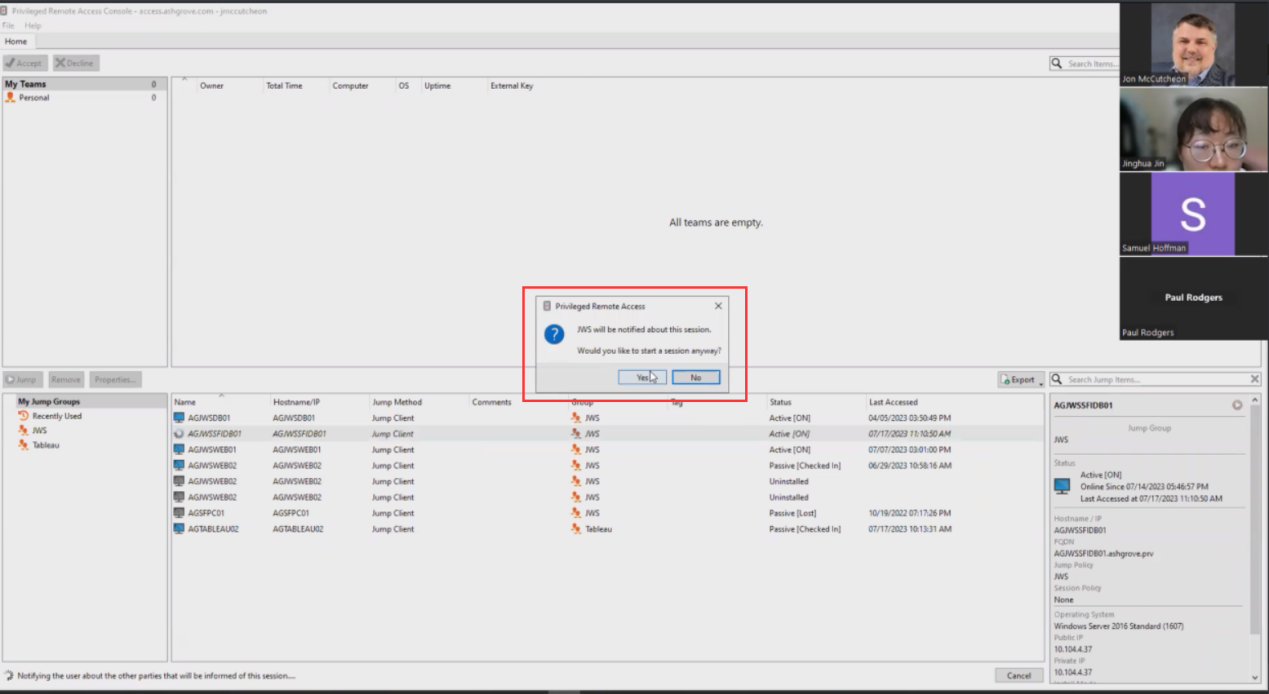 Privileged Remote Access Console - access.ashgrove.com - jmccutcheon
File Help
Home
Accept Decline
Search Items...
My Teams 0
Personal 0
Owner Total Time Computer OS Uptime External Key
All teams are empty.
Jon McCutcheon
Jinghua Jin
S
Samuel Hoffman
Paul Rodgers
Paul Rodgers
Privileged Remote Access
JWS will be notified about this session.
Would you like to start a session anyway?
Yes No
Jump Remove Properties...
Export
Search Jump Items...
My Jump Groups
Recently Used
JWS
Tableau
Name Hostname/IP Jump Method Comments Group Tag Status Last Accessed
AGJWSDB01 AGJWSDB01 Jump Client JWS Active [ON] 04/05/2023 03:50:49 PM
AGJWSSFIDB01 AGJWSSFIDB01 Jump Client JWS Active [ON] 07/17/2023 11:10:50 AM
AGJWSWEB01 AGJWSWEB01 Jump Client JWS Active [ON] 07/07/2023 03:01:00 PM
AGJWSWEB02 AGJWSWEB02 Jump Client JWS Passive [Checked In] 06/29/2023 10:58:16 AM
AGJWSWEB02 AGJWSWEB02 Jump Client JWS Uninstalled
AGJWSWEB02 AGJWSWEB02 Jump Client JWS Uninstalled
AGSFPC01 AGSFPC01 Jump Client JWS Passive [Lost] 10/19/2022 07:17:26 PM
AGTABLEAU02 AGTABLEAU02 Jump Client Tableau Passive [Checked In] 07/17/2023 10:13:31 AM
AGJWSSFIDB01
Jump Group
JWS
Status
Active [ON]
Online Since 07/14/2023 05:46:57 PM
Last Accessed at 07/17/2023 11:10:50 AM
Hostname / IP
AGJWSSFIDB01
FQDN
AGJWSSFIDB01.ashgrove.prv
Jump Policy
JWS
Session Policy
None
Operating System
Windows Server 2016 Standard (1607)
Public IP
10.104.4.37
Private IP
10.104.4.37
Notifying the user about the other parties that will be informed of this session....
Cancel